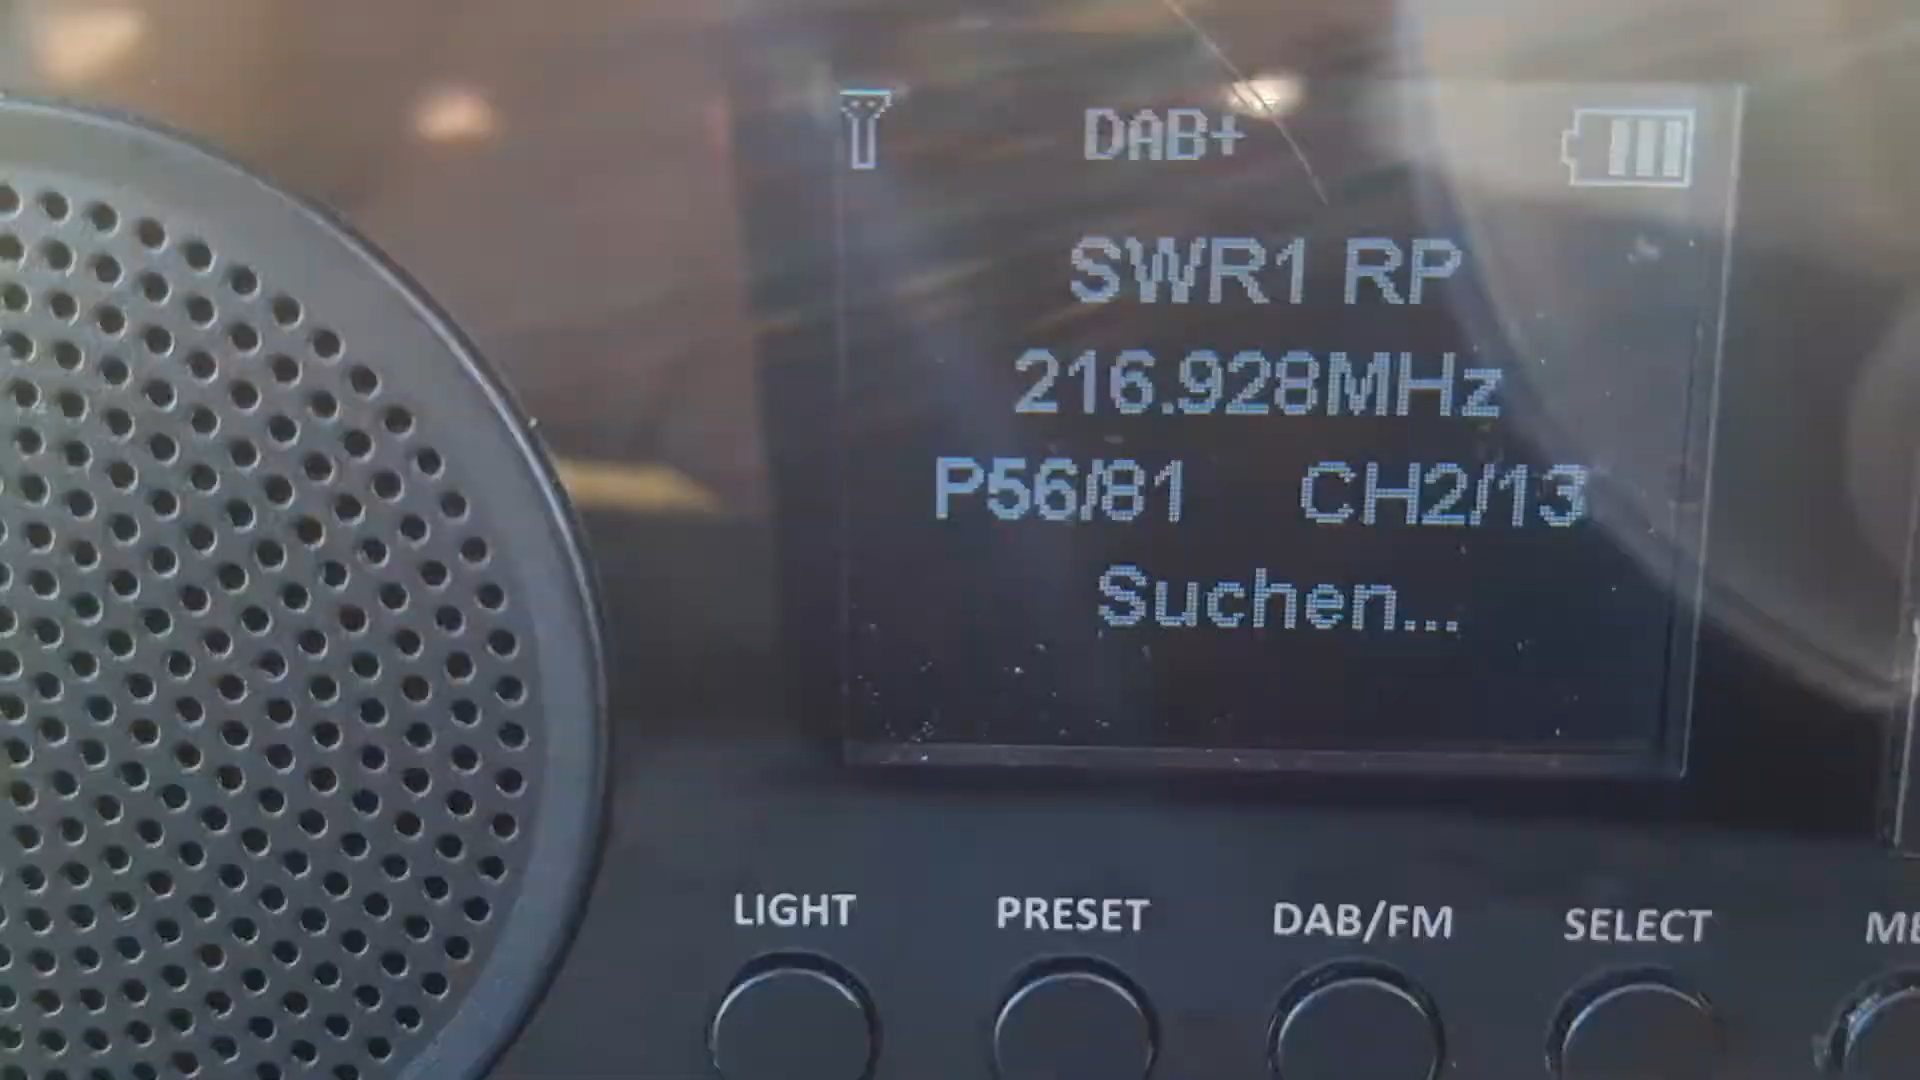 DAB+
SWR1 RP
216.928MHz
P56/81 CH2/13
Suchen...
LIGHT PRESET DAB/FM SELECT